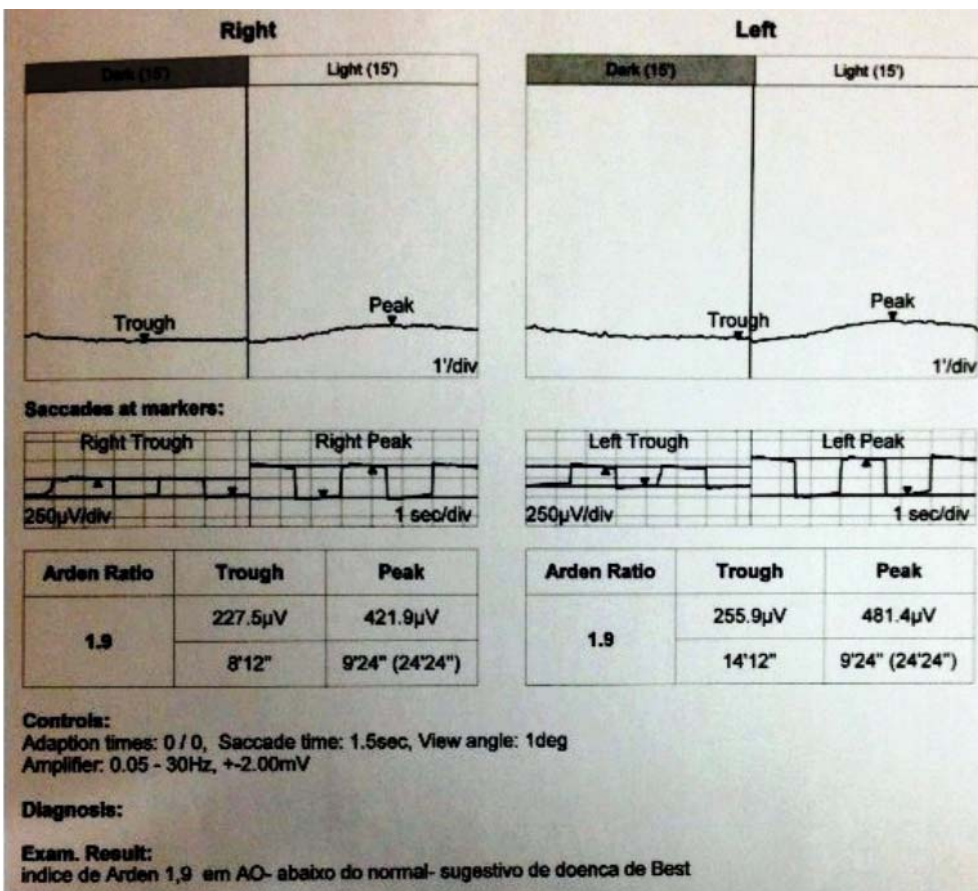 Right
Left
Dark (15')
Light (15')
Dark (15')
Light (15')
Trough
Peak
Trough
Peak
1'/div
1'/div
Saccades at markers:
Right Trough
Right Peak
Left Trough
Left Peak
250µV/div
1 sec/div
250µV/div
1 sec/div
Arden Ratio Trough Peak
Arden Ratio Trough Peak
1.9
227.5µV 421.9µV
8'12" 9'24" (24'24")
1.9
255.9µV 481.4µV
14'12" 9'24" (24'24")
Controls:
Adaption times: 0 / 0, Saccade time: 1.5sec, View angle: 1deg
Amplifier: 0.05 - 30Hz, +-2.00mV
Diagnosis:
Exam. Result:
indice de Arden 1,9 em AO- abaixo do normal- sugestivo de doenca de Best